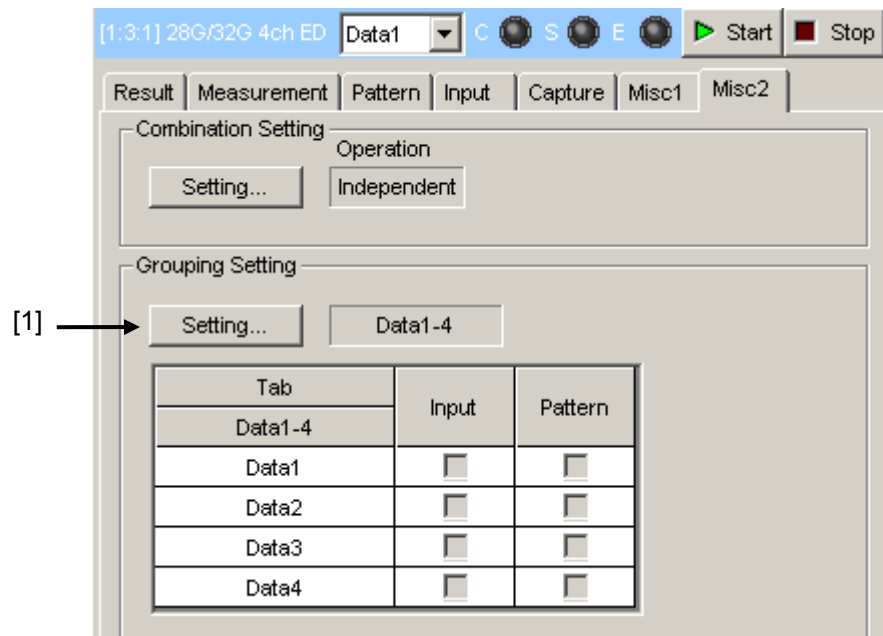 [1:3:1] 28G/32G 4ch ED Data1 C S E Start Stop
Result Measurement Pattern Input Capture Misc1 Misc2
Combination Setting
Operation
Setting... Independent
Grouping Setting
[1] Setting... Data1-4
Tab Input Pattern
Data1-4
Data1
Data2
Data3
Data4